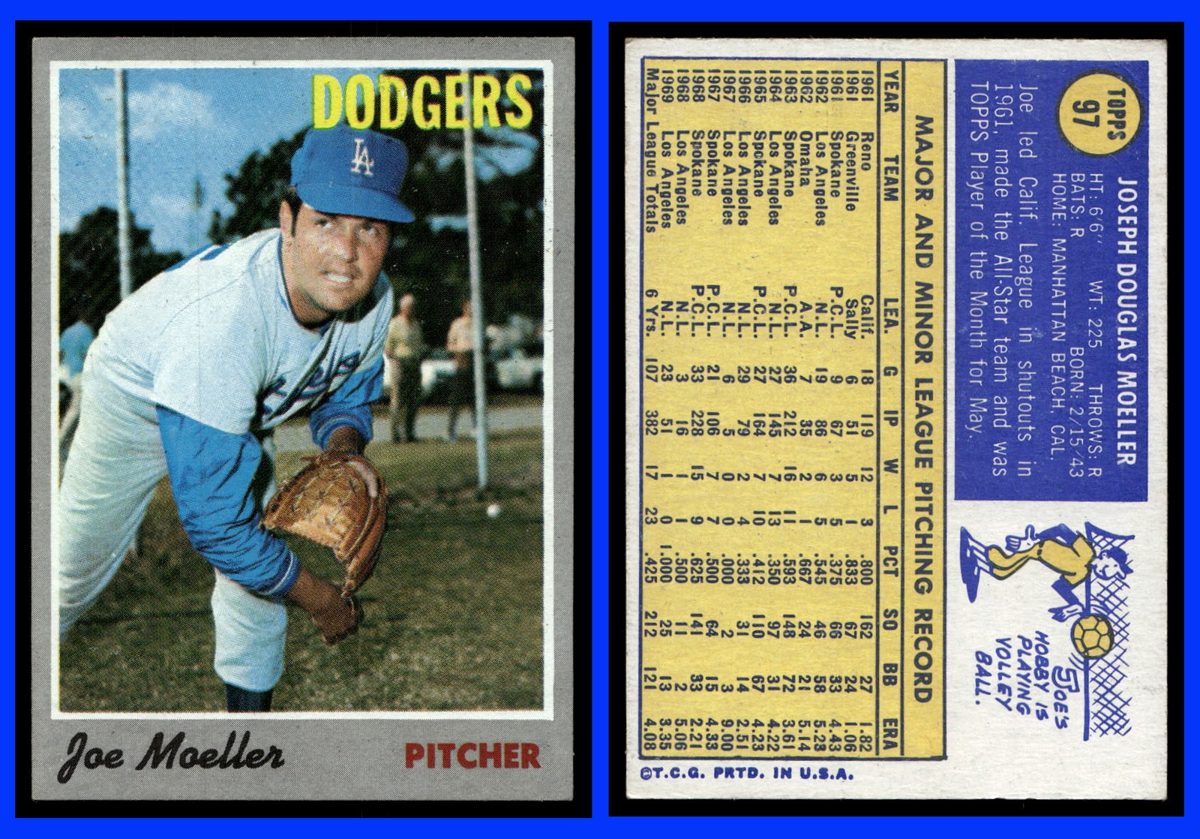 DODGERS
LA
Joe Moeller
PITCHER
TOPPS
97
JOSEPH DOUGLAS MOELLER
HT: 6'6" WT: 225 THROWS: R
BATS: R BORN: 2/15/43
HOME: MANHATTAN BEACH, CAL.
Joe led Calif. League in shutouts in
1961, made the All-Star team and was
TOPPS Player of the Month for May.
JOE'S
HOBBY IS
PLAYING
VOLLEY
BALL.
MAJOR AND MINOR LEAGUE PITCHING RECORD
YEAR TEAM LEA G IP W L PCT SO BB ERA
1961 Reno Calif. 18 119 12 3 .800 162 27 1.82
1961 Greenville Sally 6 51 5 1 .833 67 24 1.06
1961 Spokane P.C.L. 9 67 3 5 .375 66 33 4.43
1962 Los Angeles N.L. 19 86 6 5 .545 46 58 5.23
1962 Omaha A.A. 7 35 2 1 .667 24 21 5.14
1963 Spokane P.C.L. 36 212 16 11 .593 148 72 3.61
1964 Los Angeles N.L. 27 145 7 13 .350 97 31 4.22
1965 Spokane P.C.L. 27 164 7 10 .412 110 67 4.23
1966 Los Angeles N.L. 29 79 2 4 .333 31 14 2.51
1967 Los Angeles N.L. 6 5 0 0 .000 2 3 9.00
1967 Spokane P.C.L. 21 106 7 7 .500 64 15 4.33
1968 Spokane P.C.L. 33 228 15 9 .625 141 33 2.21
1968 Los Angeles N.L. 3 16 1 1 .500 11 2 5.06
1969 Los Angeles N.L. 23 51 1 0 1.000 25 13 3.35
Major League Totals 6 Yrs. 107 382 17 23 .425 212 121 4.08
©T.C.G. PRTD. IN U.S.A.